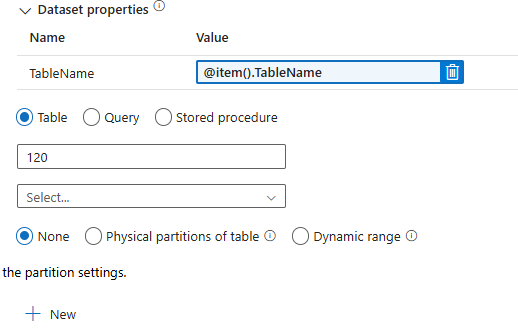 Dataset properties
Name Value
TableName @item().TableName
Table Query Stored procedure
120
Select...
None Physical partitions of table Dynamic range
the partition settings.
New